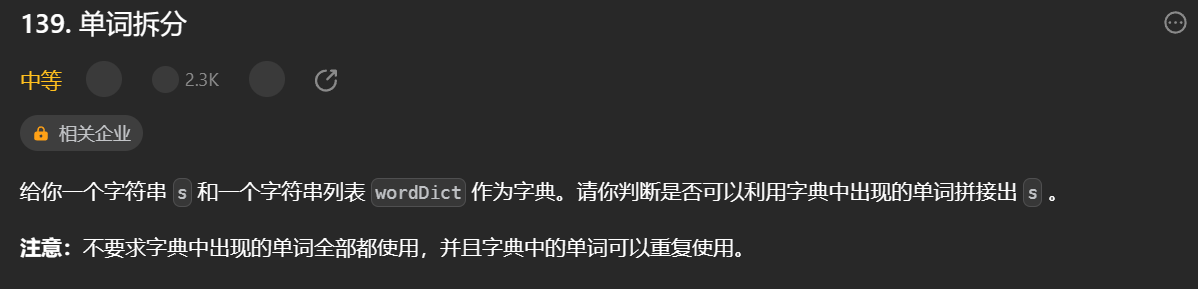 139. 单词拆分
中等 2.3K
相关企业
给你一个字符串 s 和一个字符串列表 wordDict 作为字典。请你判断是否可以利用字典中出现的单词拼接出 s 。
注意：不要求字典中出现的单词全部都使用，并且字典中的单词可以重复使用。